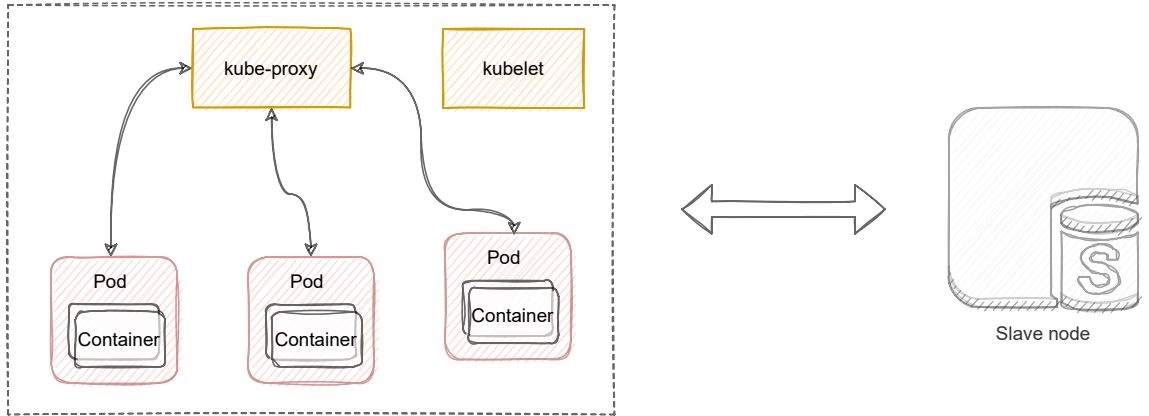 kube-proxy
kubelet
Pod
Container
Pod
Container
Pod
Container
S
Slave node